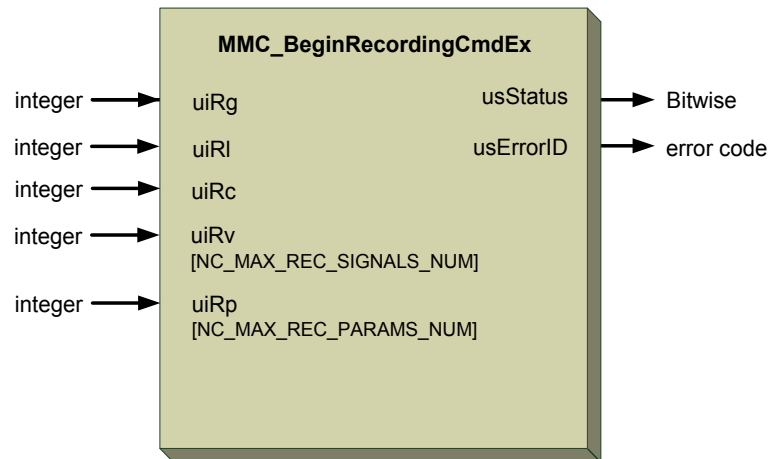 MMC_BeginRecordingCmdEx
integer uiRg usStatus Bitwise
integer uiRl usErrorID error code
integer uiRc
integer uiRv
[NC_MAX_REC_SIGNALS_NUM]
integer uiRp
[NC_MAX_REC_PARAMS_NUM]